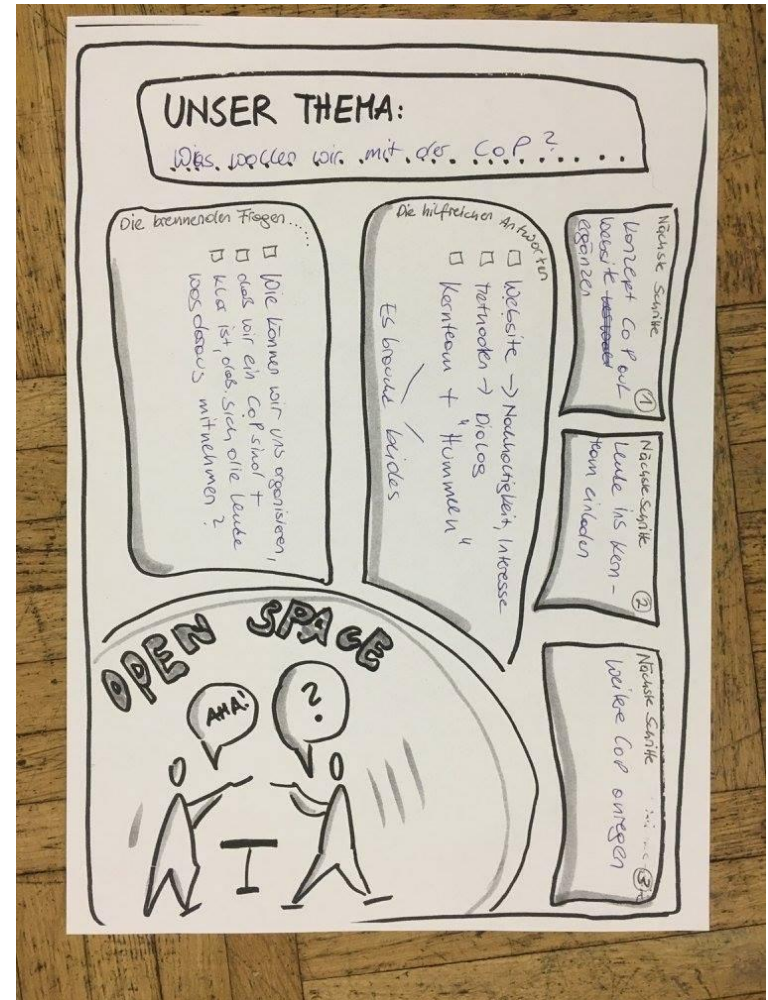 UNSER THEMA:
Was wollen wir mit der CoP?
Die brennenden Fragen......
Wie können wir uns organisieren,
dass wir ein CoP sind +
klar ist, dass sich die Leute
was daraus mitnehmen?
Die hilfreichen Antworten
Website -> Nachhaltigkeit, Interesse
Methoden -> Dialog
Kernteam + "Hummeln"
Es braucht beides
Nächste Schritte
1
Konzept CoP auf
Website
ergänzen
Nächste Schritte
2
Leute ins Kern-
team einladen
Nächste Schritte
3
weitere CoP anregen
OPEN SPACE
AHA!
?